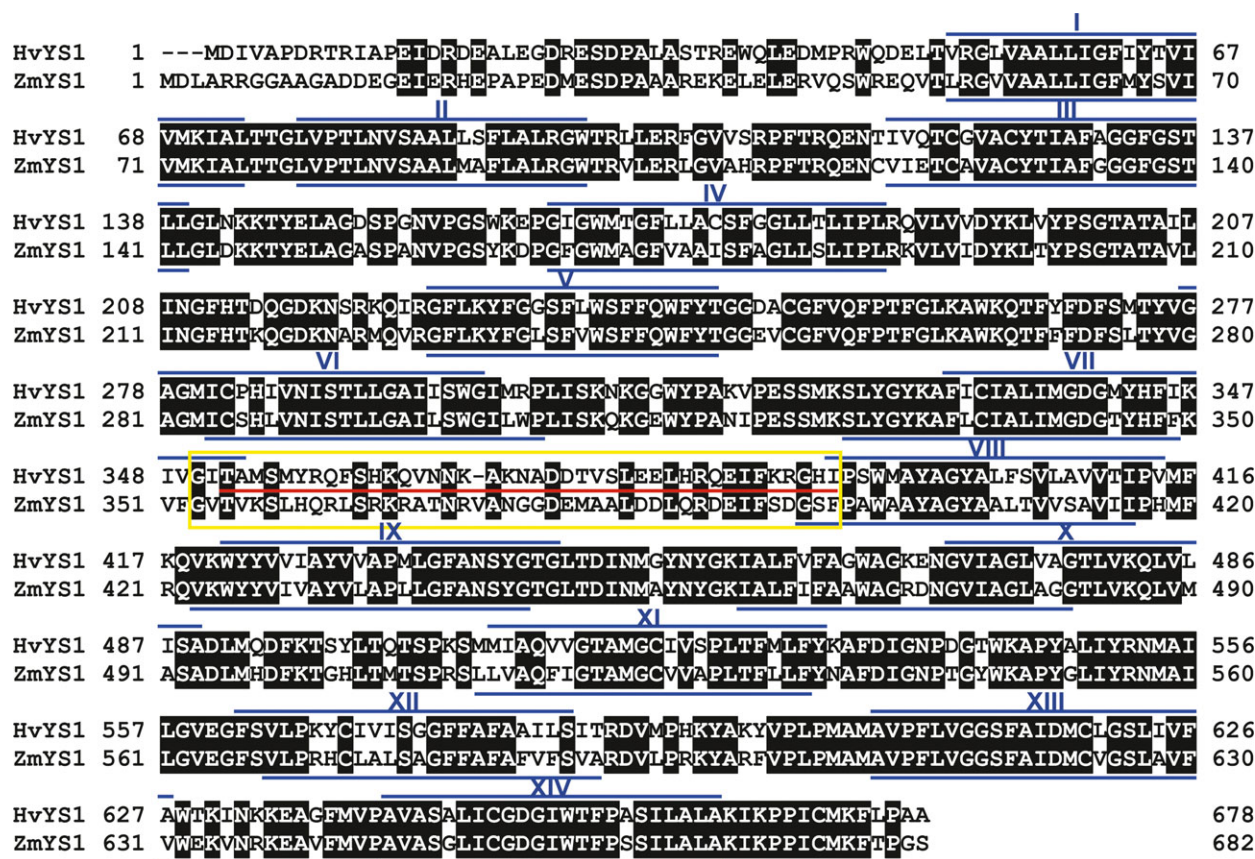 I
HvYS1 1 ---MDIVAPDRTRIAPEIDRDEALEGDRESDPALASTREWQLEDMPRWQDELTVRGLVAALLIGFIYTVI 67
ZmYS1 1 MDLARRGGAAGADDEGEIERHEPAPEDMESDPAAAREKELELERVQSWREQVTLRGVVAALLIGFMYSVI 70
II III
HvYS1 68 VMKIALTTGLVPTLNVSAALLSFLALRGWTRLLERFGVVSRPFTRQENTIVQTCGVACYTIAFAGGFGST 137
ZmYS1 71 VMKIALTTGLVPTLNVSAALMAFLALRGWTRVLERLGVAHRPFTRQENCVIETCAVACYTIAFGGGFGST 140
IV
HvYS1 138 LLGLNKKTYELAGDSPGNVPGSWKEPGIGWMTGFLLACSFGGLLTLIPLRQVLVVDYKLVYPSGTATAIL 207
ZmYS1 141 LLGLDKKTYELAGASPANVPGSYKDPGFGWMAGFVAAISFAGLLSLIPLRKVLVIDYKLTYPSGTATAVL 210
V
HvYS1 208 INGFHTDQGDKNSRKQIRGFLKYFGGSFLWSFFQWFYTGGDACGFVQFPTFGLKAWKQTFYFDFSMTYVG 277
ZmYS1 211 INGFHTKQGDKNARMQVRGFLKYFGLSFVWSFFQWFYTGGEVCGFVQFPTFGLKAWKQTFFFDFSLTYVG 280
VI VII
HvYS1 278 AGMICPHIVNISTLLGAIISWGIMRPLISKNKGGWYPAKVPESSMKSLYGYKAFICIALIMGDGMYHFIK 347
ZmYS1 281 AGMICSHLVNISTLLGAILSWGILWPLISKQKGEWYPANIPESSMKSLYGYKAFLCIALIMGDGTYHFFK 350
VIII
HvYS1 348 IVGITAMSMYRQFSHKQVNNK-AKNADDTVSLEELHRQEIFKRGHIPSWMAYAGYALFSVLAVVTIPVMF 416
ZmYS1 351 VFGVTVKSLHQRLSRKRATNRVANGGDEMAALDDLQRDEIFSDGSFPAWAAYAGYAALTVVSAVIIPHMF 420
IX X
HvYS1 417 KQVKWYYVVIAYVVAPMLGFANSYGTGLTDINMGYNYGKIALFVFAGWAGKENGVIAGLVAGTLVKQLVL 486
ZmYS1 421 RQVKWYYVIVAYVLAPLLGFANSYGTGLTDINMAYNYGKIALFIFAAWAGRDNGVIAGLAGGTLVKQLVM 490
XI
HvYS1 487 ISADLMQDFKTSYLTQTSPKSMMIAQVVGTAMGCIVSPLTFMLFYKAFDIGNPDGTWKAPYALIYRNMAI 556
ZmYS1 491 ASADLMHDFKTGHLTMTSPRSLLVAQFIGTAMGCVVAPLTFLLFYNAFDIGNPTGYWKAPYGLIYRNMAI 560
XII XIII
HvYS1 557 LGVEGFSVLPKYCIVISGGFFAFAAILSITRDVMPHKYAKYVPLPMAMAVPFLVGGSFAIDMCLGSLIVF 626
ZmYS1 561 LGVEGFSVLPRHCLALSAGFFAFAFVFSVARDVLPRKYARFVPLPMAMAVPFLVGGSFAIDMCVGSLAVF 630
XIV
HvYS1 627 AWTKINKKEAGFMVPAVASALICGDGIWTFPASILALAKIKPPICMKFLPAA 678
ZmYS1 631 VWEKVNRKEAVFMVPAVASGLICGDGIWTFPSSILALAKIKPPICMKFTPGS 682